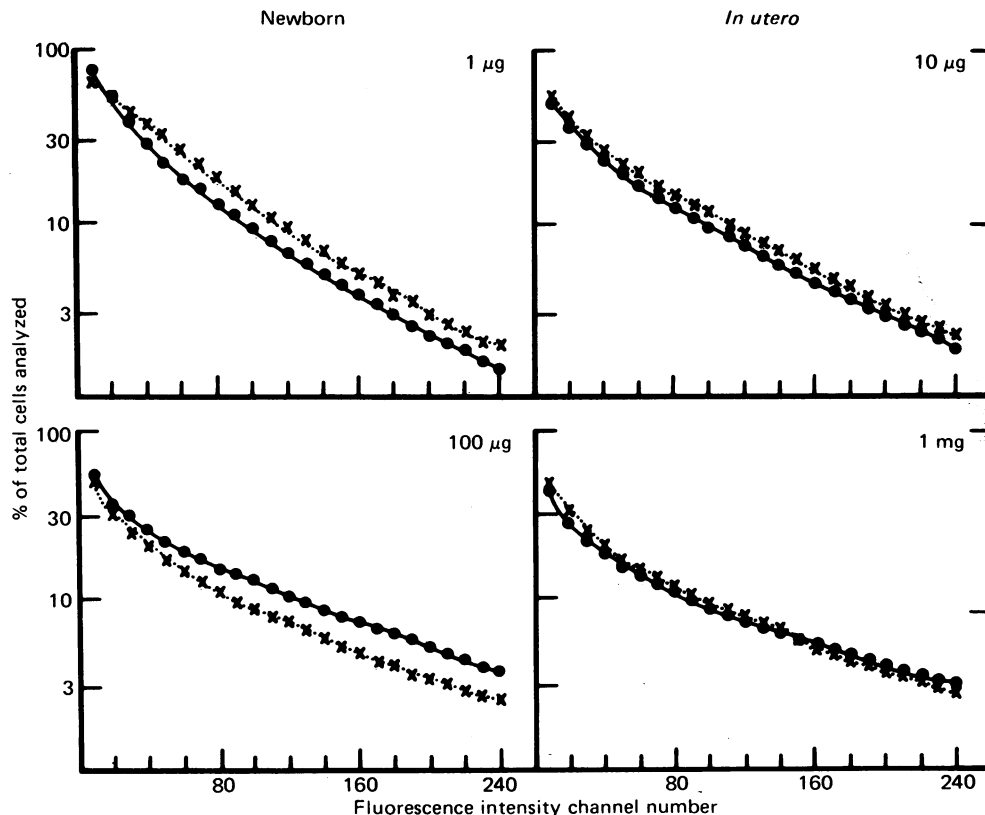 Newborn
In utero
100
30
10
3
1 µg
10 µg
% of total cells analyzed
100
30
10
3
100 µg
1 mg
80
160
240
80
160
240
Fluorescence intensity channel number